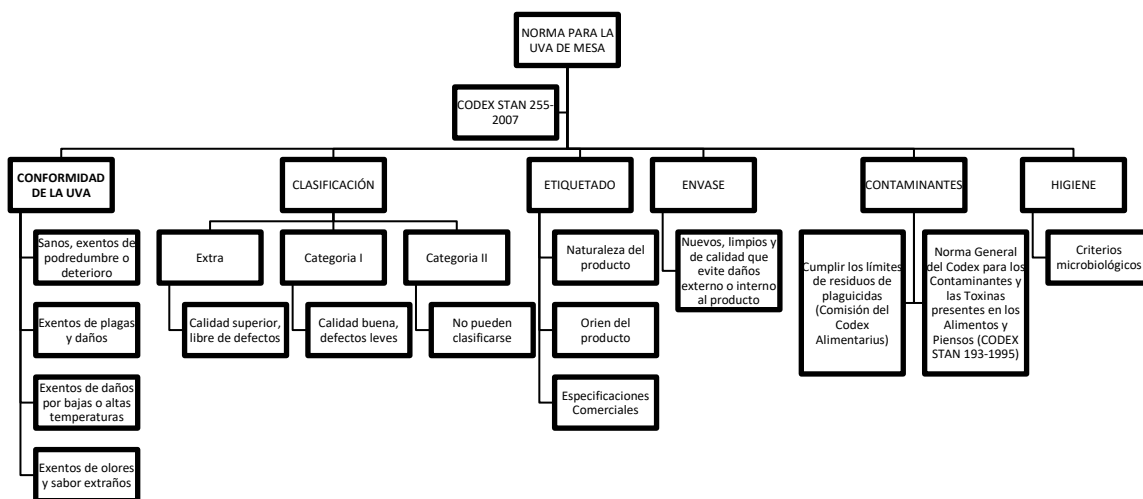 NORMA PARA LA
UVA DE MESA
CODEX STAN 255-
2007
CONFORMIDAD
DE LA UVA
Sanos, exentos de
podredumbre o
deterioro
Exentos de plagas
y daños
Exentos de daños
por bajas o altas
temperaturas
Exentos de olores
y sabor extraños
CLASIFICACIÓN
Extra
Calidad superior,
libre de defectos
Categoria I
Calidad buena,
defectos leves
Categoria II
No pueden
clasificarse
ETIQUETADO
Naturaleza del
producto
Orien del
producto
Especificaciones
Comerciales
ENVASE
Nuevos, limpios y
de calidad que
evite daños
externo o interno
al producto
CONTAMINANTES
Cumplir los límites
de residuos de
plaguicidas
(Comisión del
Codex
Alimentarius)
Norma General
del Codex para los
Contaminantes y
las Toxinas
presentes en los
Alimentos y
Piensos (CODEX
STAN 193-1995)
HIGIENE
Criterios
microbiológicos